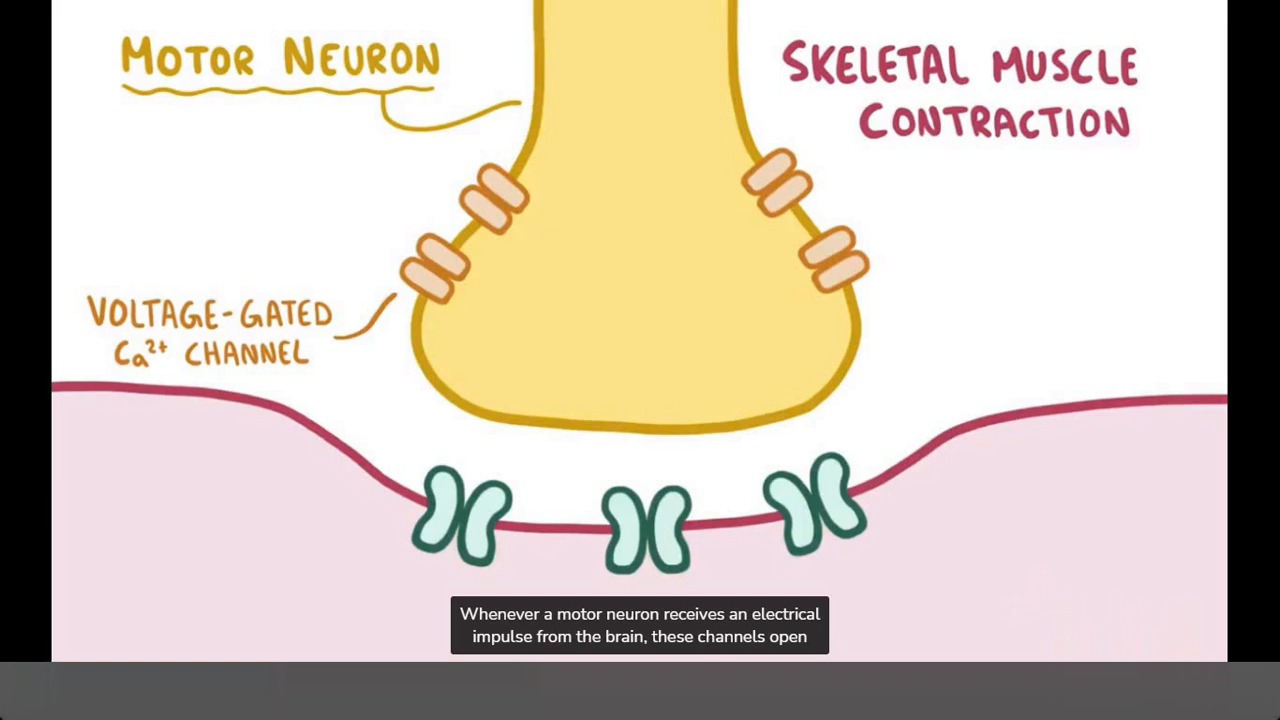 MOTOR NEURON
SKELETAL MUSCLE
CONTRACTION
VOLTAGE-GATED
Ca²⁺ CHANNEL
Whenever a motor neuron receives an electrical
impulse from the brain, these channels open